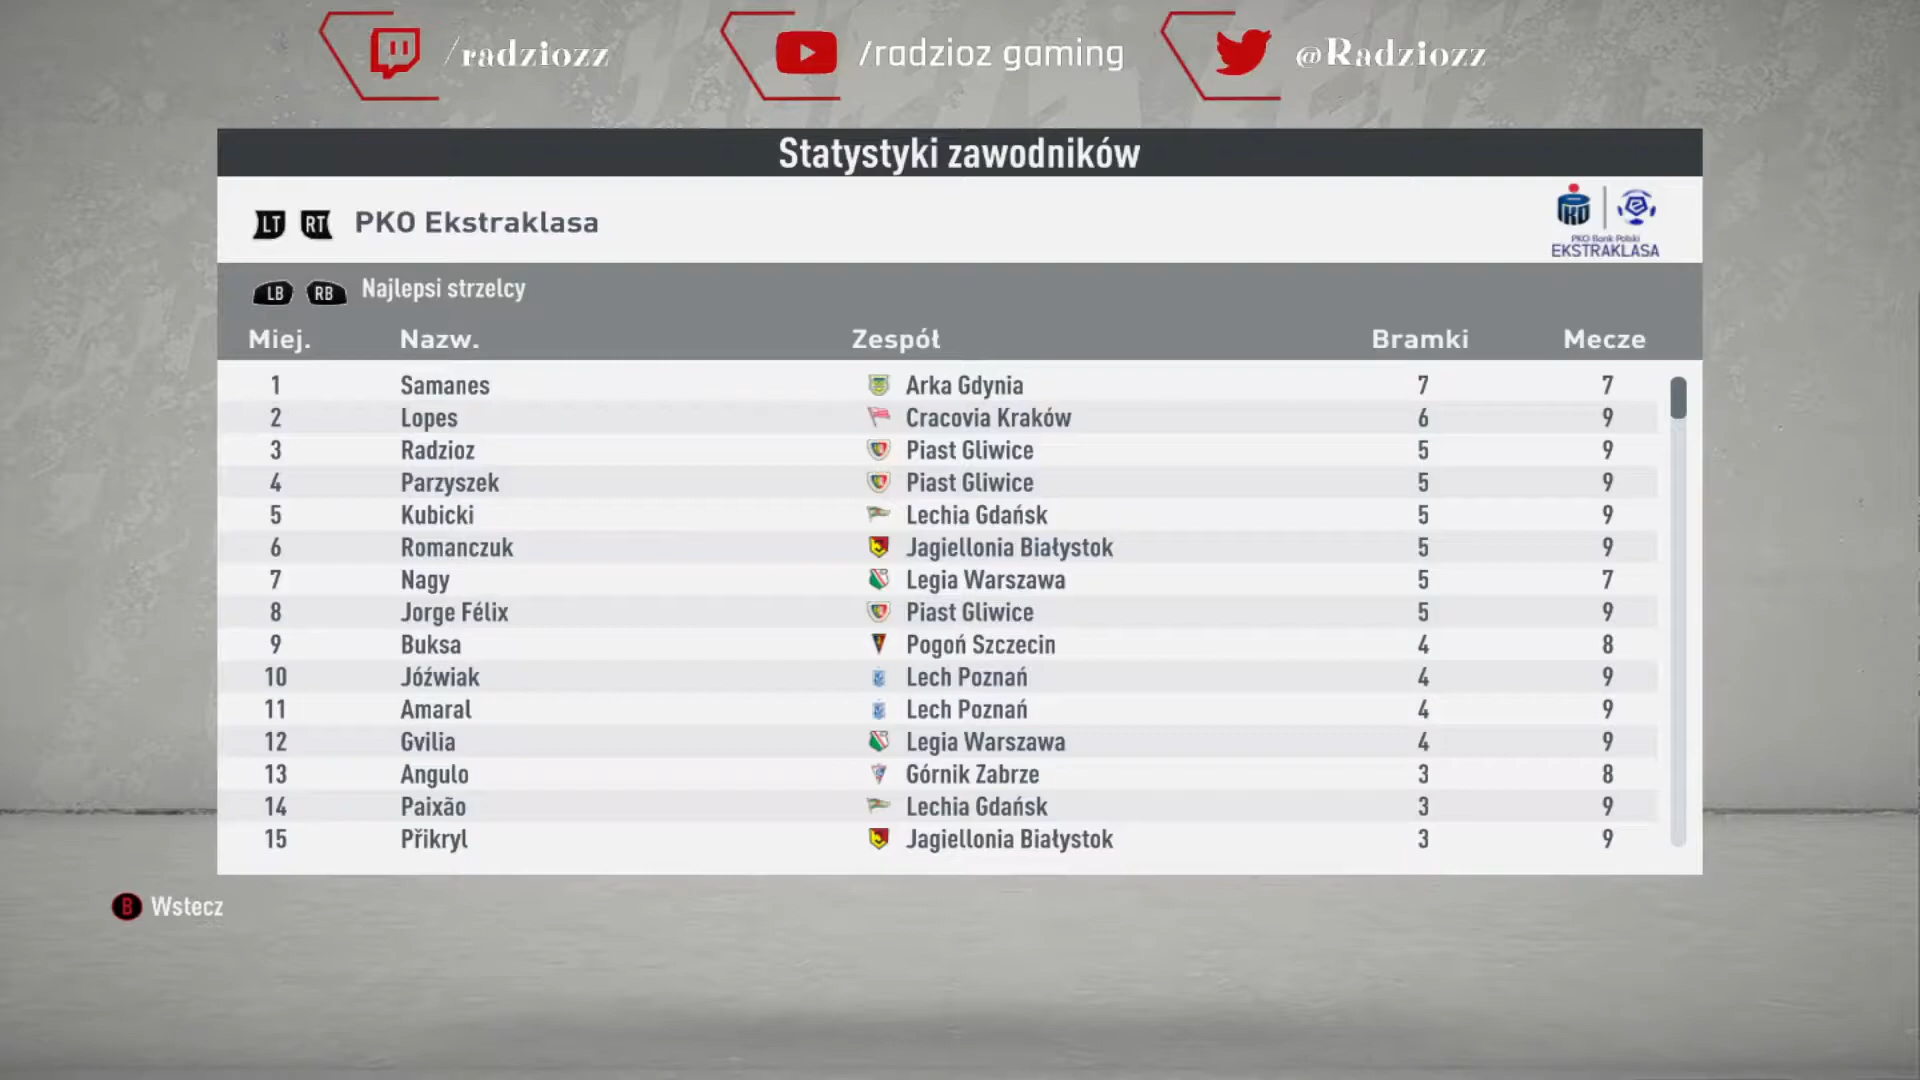 /radziozz /radzioz gaming @Radziozz
Statystyki zawodników
LT RT PKO Ekstraklasa
PKO
PKO Bank Polski
EKSTRAKLASA
LB RB Najlepsi strzelcy
Miej. Nazw. Zespół Bramki Mecze
1 Samanes Arka Gdynia 7 7
2 Lopes Cracovia Kraków 6 9
3 Radzioz Piast Gliwice 5 9
4 Parzyszek Piast Gliwice 5 9
5 Kubicki Lechia Gdańsk 5 9
6 Romanczuk Jagiellonia Białystok 5 9
7 Nagy Legia Warszawa 5 7
8 Jorge Félix Piast Gliwice 5 9
9 Buksa Pogoń Szczecin 4 8
10 Jóźwiak Lech Poznań 4 9
11 Amaral Lech Poznań 4 9
12 Gvilia Legia Warszawa 4 9
13 Angulo Górnik Zabrze 3 8
14 Paixão Lechia Gdańsk 3 9
15 Přikryl Jagiellonia Białystok 3 9
B Wstecz